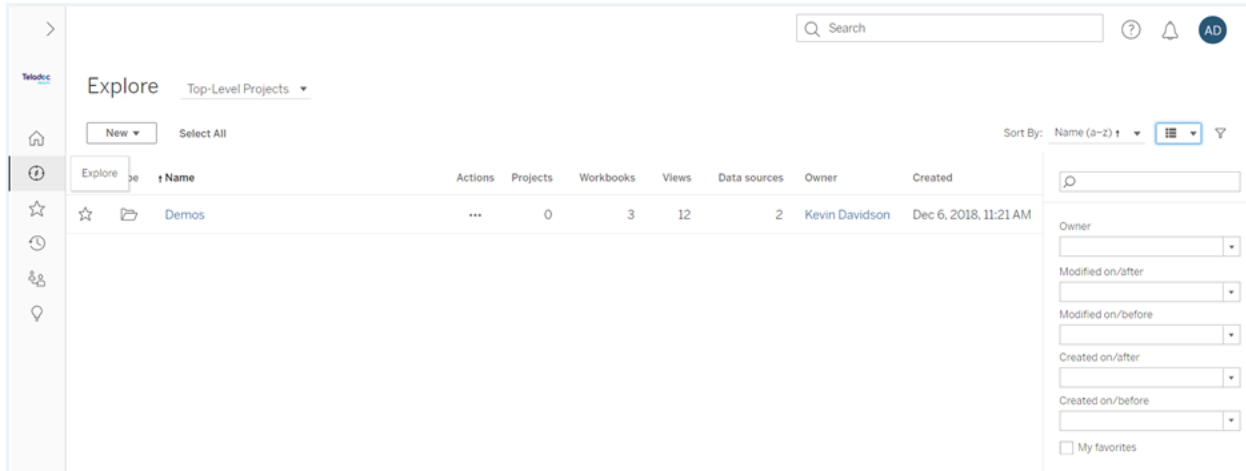 Search
AD
Teladoc
Explore
Top-Level Projects
New
Select All
Sort By: Name (a–z)
Explore
Name
Actions
Projects
Workbooks
Views
Data sources
Owner
Created
Demos
...
0
3
12
2
Kevin Davidson
Dec 6, 2018, 11:21 AM
Owner
Modified on/after
Modified on/before
Created on/after
Created on/before
My favorites